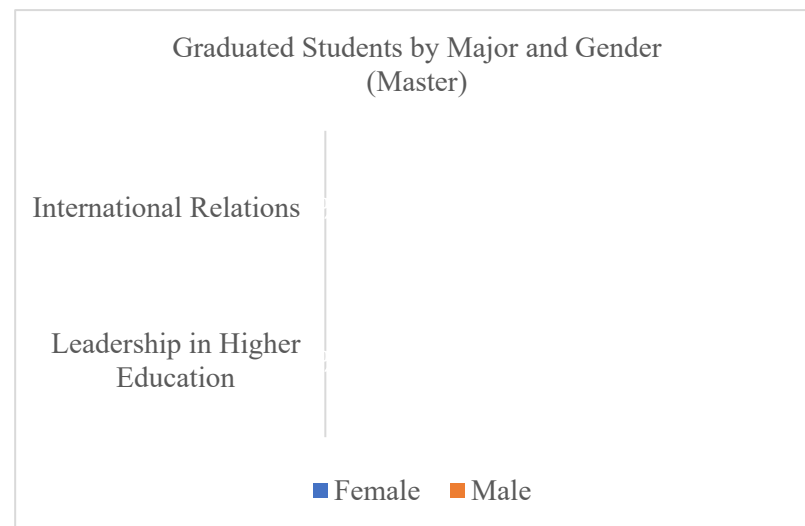 Graduated Students by Major and Gender
(Master)
International Relations
Leadership in Higher
Education
Female Male